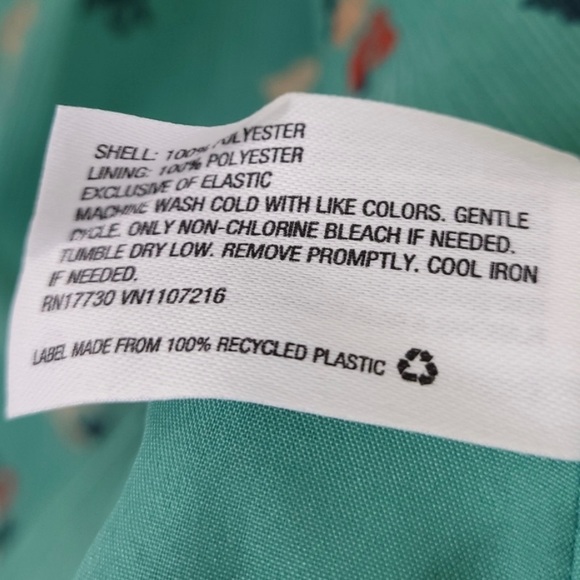 SHELL: 100% POLYESTER
LINING: 100% POLYESTER
EXCLUSIVE OF ELASTIC
MACHINE WASH COLD WITH LIKE COLORS. GENTLE
CYCLE. ONLY NON-CHLORINE BLEACH IF NEEDED.
TUMBLE DRY LOW. REMOVE PROMPTLY. COOL IRON
IF NEEDED.
RN17730 VN1107216
LABEL MADE FROM 100% RECYCLED PLASTIC